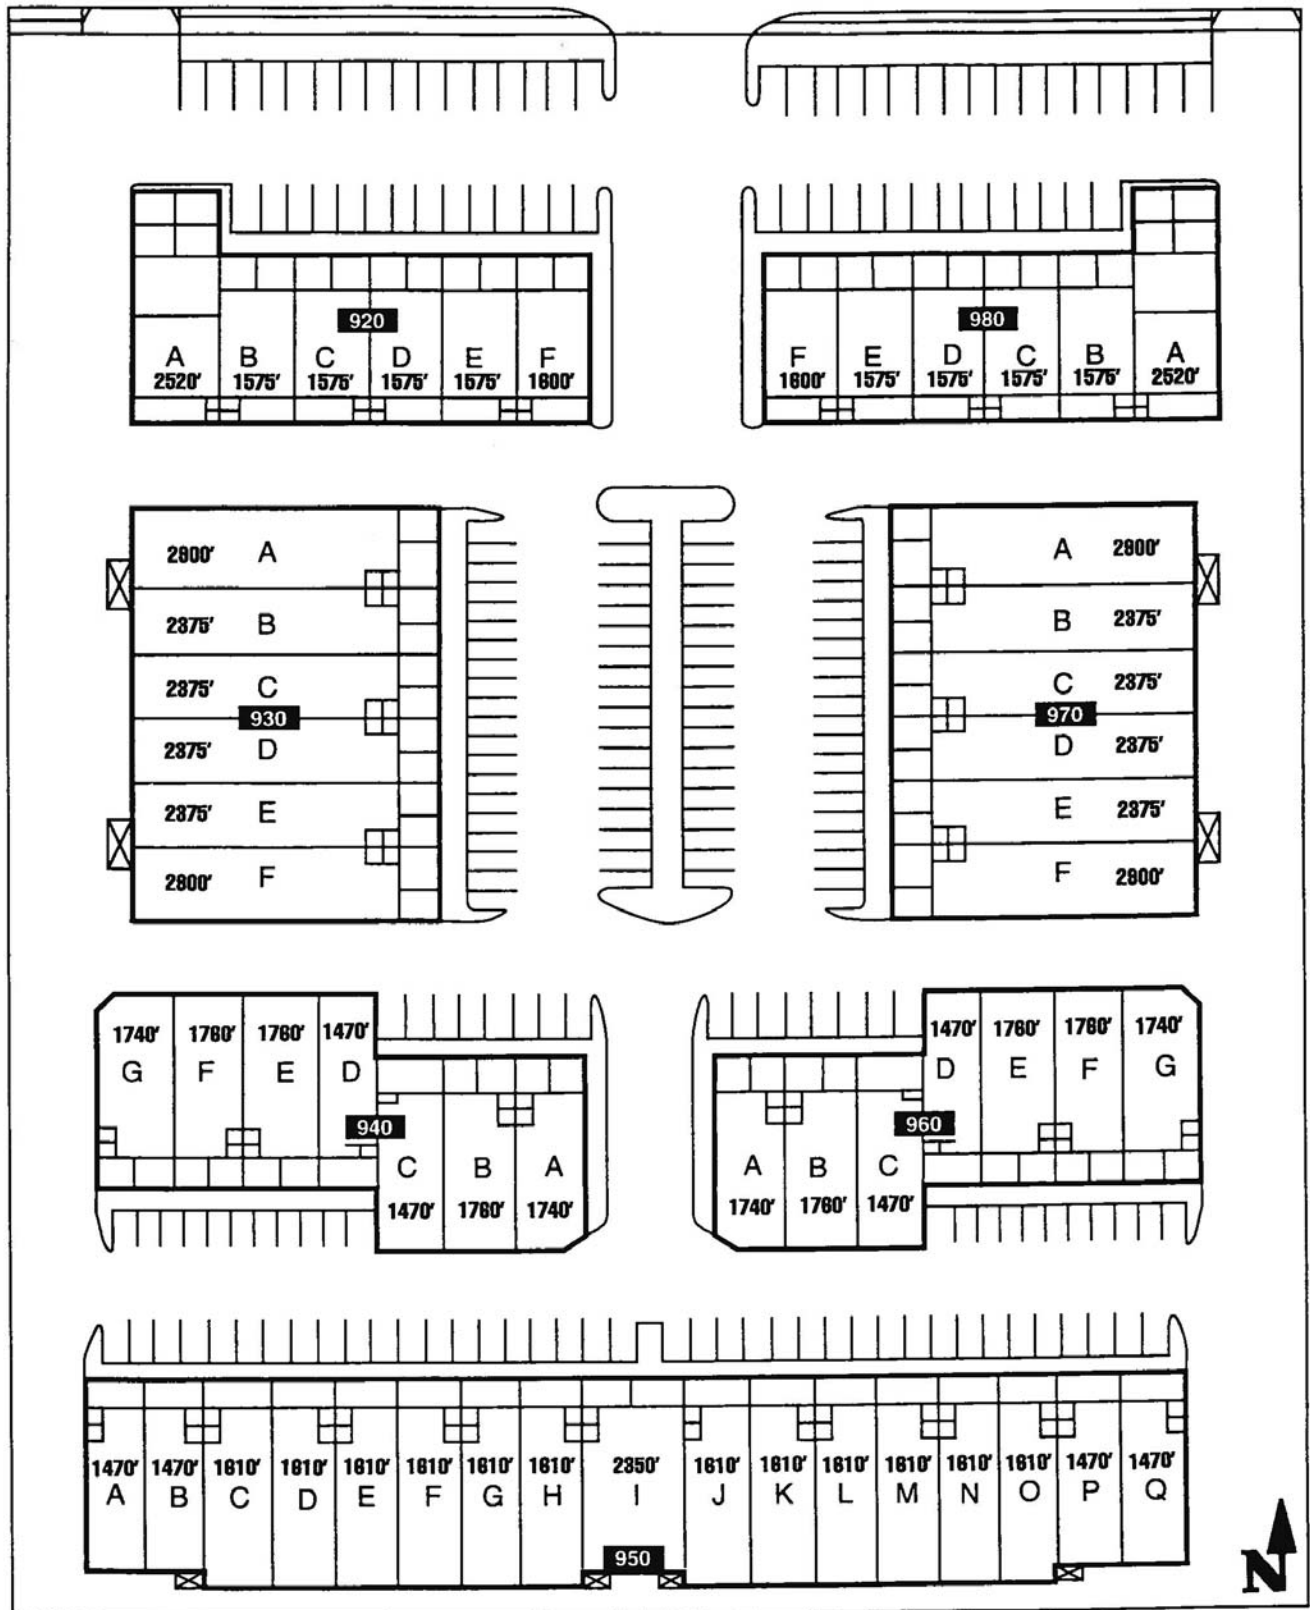 920 980
A B C D E F
2520' 1575' 1575' 1575' 1575' 1600'
F E D C B A
1600' 1575' 1575' 1575' 1575' 2520'
2800' A
2375' B
2375' C
930
2375' D
2375' E
2800' F
A 2800'
B 2375'
C 2375'
970
D 2375'
E 2375'
F 2800'
1740' 1760' 1760' 1470'
G F E D
940
C B A
1470' 1760' 1740'
1470' 1760' 1760' 1740'
D E F G
960
A B C
1740' 1760' 1470'
1470' 1470' 1610' 1610' 1610' 1610' 1610' 1610' 2350' 1610' 1610' 1610' 1610' 1610' 1610' 1470' 1470'
A B C D E F G H I J K L M N O P Q
950
N